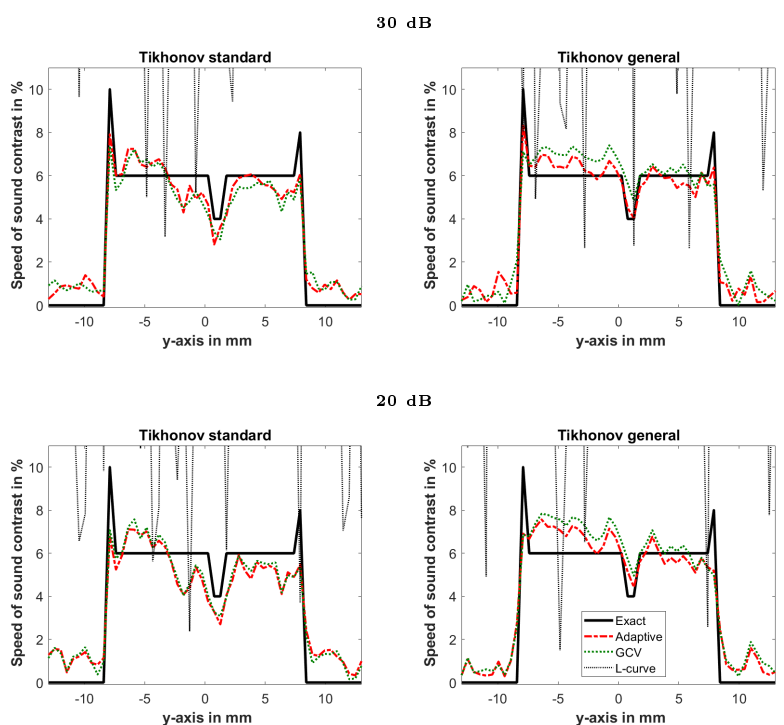 30 dB
Tikhonov standard
Speed of sound contrast in %
10
8
6
4
2
0
-10
-5
0
5
10
y-axis in mm
Tikhonov general
Speed of sound contrast in %
10
8
6
4
2
0
-10
-5
0
5
10
y-axis in mm
20 dB
Tikhonov standard
Speed of sound contrast in %
10
8
6
4
2
0
-10
-5
0
5
10
y-axis in mm
Tikhonov general
Speed of sound contrast in %
10
8
6
4
2
0
-10
-5
0
5
10
y-axis in mm
Exact
Adaptive
GCV
L-curve